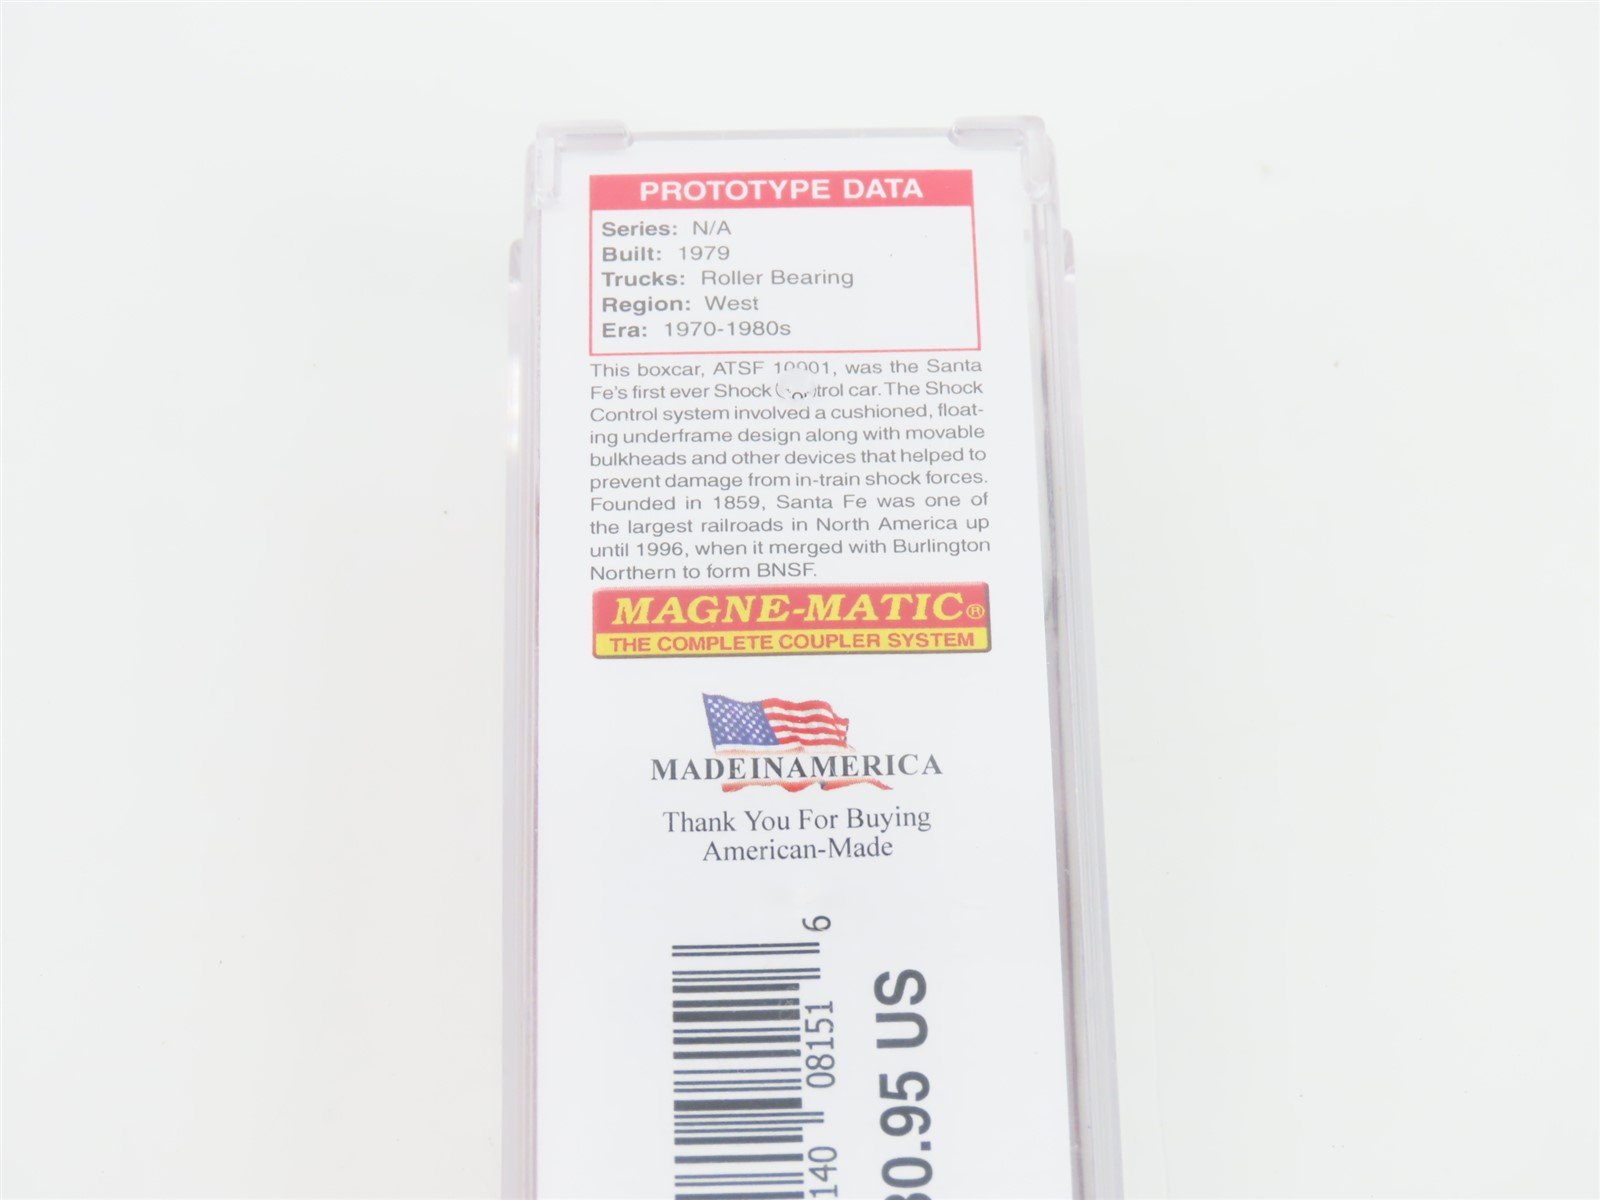 PROTOTYPE DATA
Series: N/A
Built: 1979
Trucks: Roller Bearing
Region: West
Era: 1970-1980s
This boxcar, ATSF 10001, was the Santa
Fe's first ever Shock Control car. The Shock
Control system involved a cushioned, float-
ing underframe design along with movable
bulkheads and other devices that helped to
prevent damage from in-train shock forces.
Founded in 1859, Santa Fe was one of
the largest railroads in North America up
until 1996, when it merged with Burlington
Northern to form BNSF.
MAGNE-MATIC®
THE COMPLETE COUPLER SYSTEM
MADEINAMERICA
Thank You For Buying
American-Made
140 08151 6
0.95 US